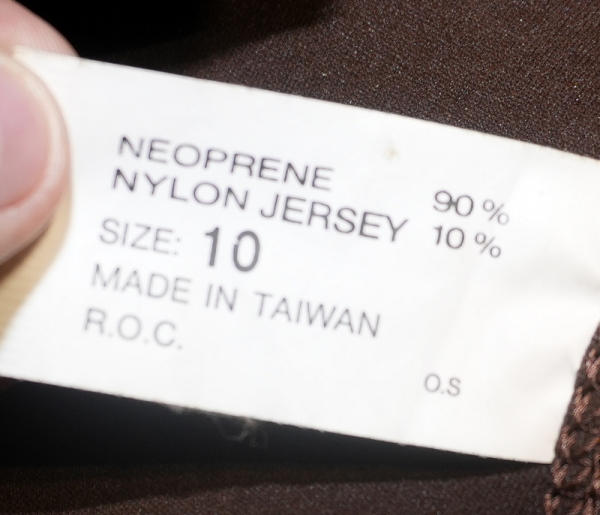 NEOPRENE 90%
NYLON JERSEY 10%
SIZE: 10
MADE IN TAIWAN
R.O.C.
O.S